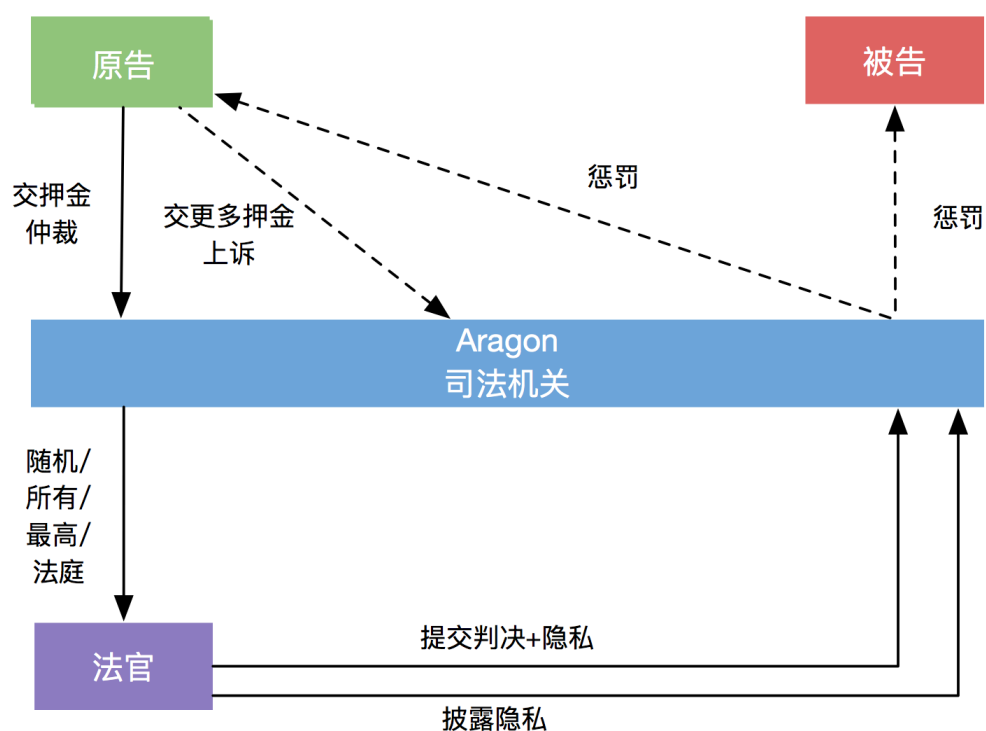 原告
被告
交押金
仲裁
交更多押金
上诉
惩罚
惩罚
Aragon
司法机关
随机/
所有/
最高/
法庭
法官
提交判决+隐私
披露隐私